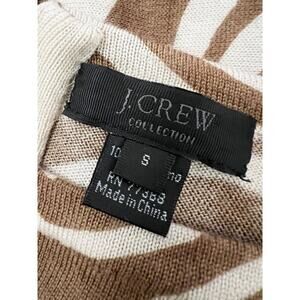 J.CREW
COLLECTION
S
RN 77388
Made in China